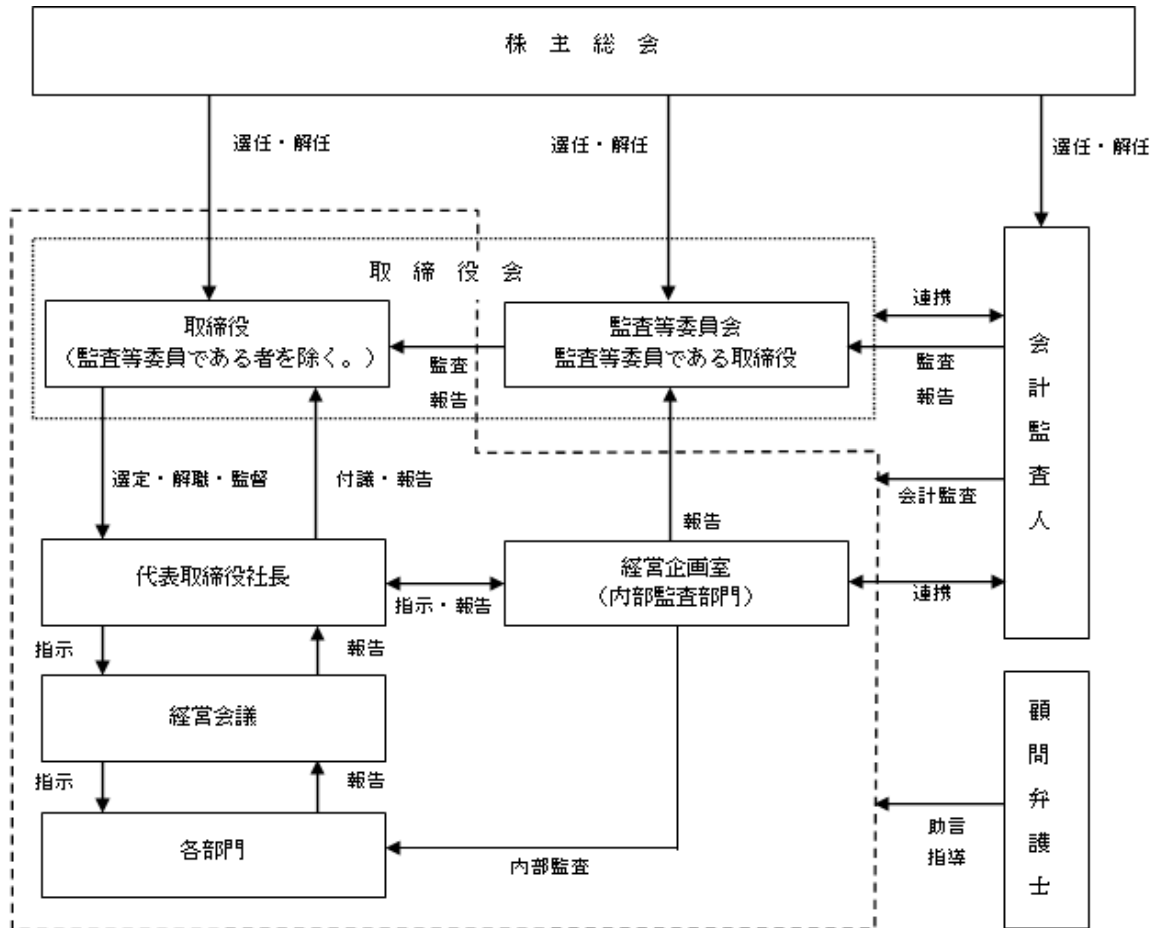 株主総会
選任・解任
選任・解任
選任・解任
取締役会
取締役
（監査等委員である者を除く。）
監査
報告
監査等委員会
監査等委員である取締役
連携
監査
報告
会計監査人
選定・解職・監督
付議・報告
報告
会計監査
代表取締役社長
指示・報告
経営企画室
（内部監査部門）
連携
指示
報告
経営会議
指示
報告
各部門
内部監査
助言
指導
顧問弁護士